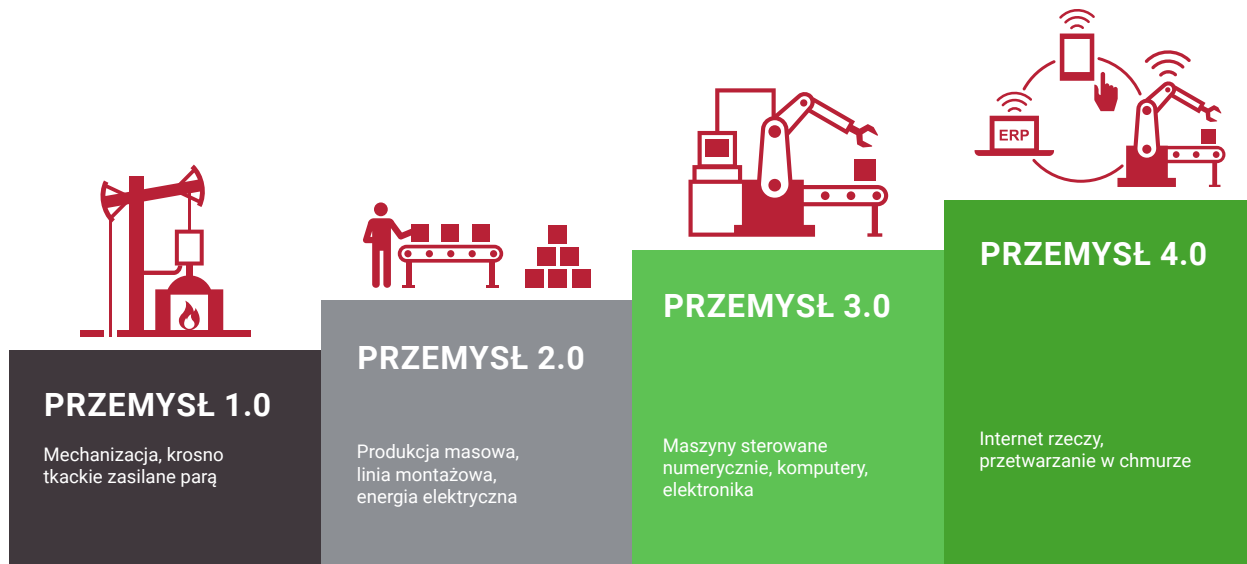 ERP
PRZEMYSŁ 1.0
Mechanizacja, krosno
tkackie zasilane parą
PRZEMYSŁ 2.0
Produkcja masowa,
linia montażowa,
energia elektryczna
PRZEMYSŁ 3.0
Maszyny sterowane
numerycznie, komputery,
elektronika
PRZEMYSŁ 4.0
Internet rzeczy,
przetwarzanie w chmurze